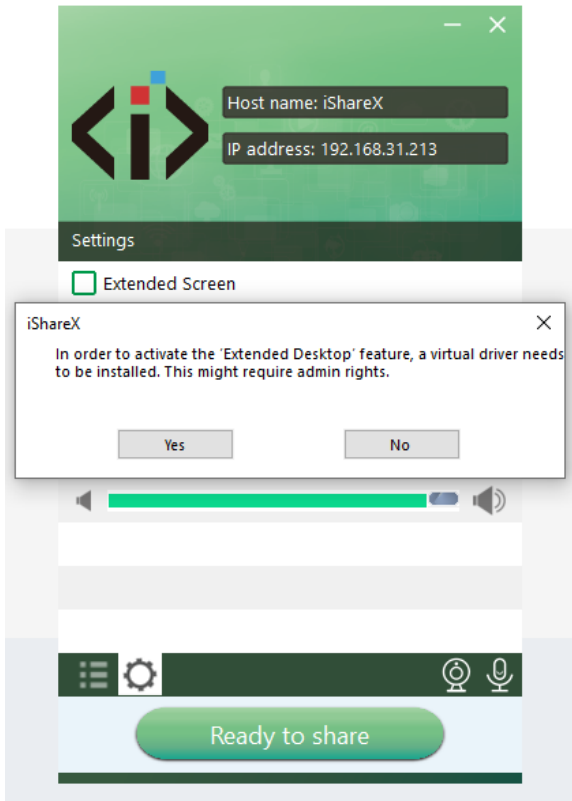 Host name: iShareX
IP address: 192.168.31.213
Settings
Extended Screen
iShareX
In order to activate the ‘Extended Desktop’ feature, a virtual driver needs
to be installed. This might require admin rights.
Yes
No
Ready to share